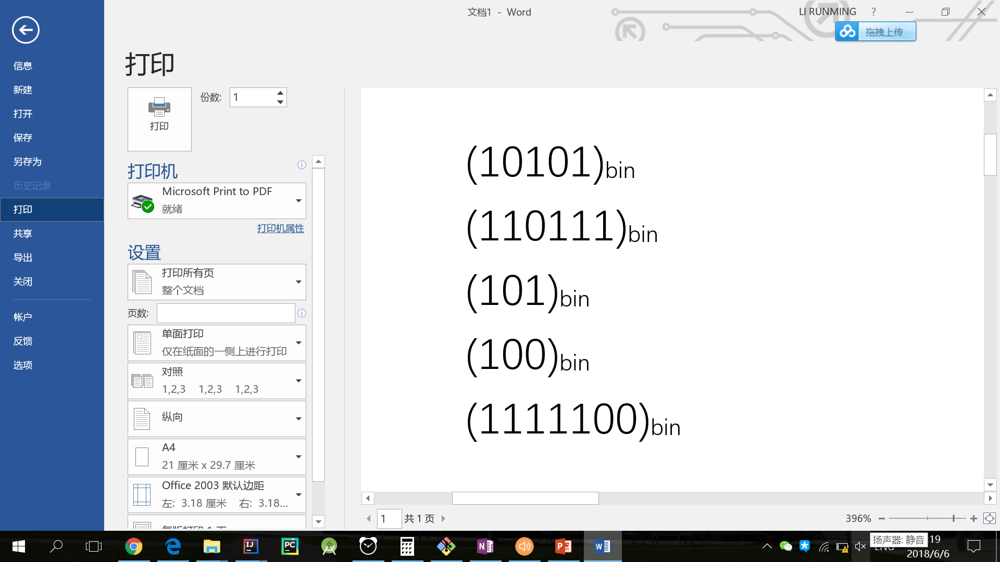 文档1 - Word
LI RUNMING
?
拖拽上传
信息
新建
打开
保存
另存为
历史记录
打印
共享
导出
关闭
帐户
反馈
选项
打印
打印
份数: 1
打印机
Microsoft Print to PDF
就绪
打印机属性
设置
打印所有页
整个文档
页数:
单面打印
仅在纸面的一侧上进行打印
对照
1,2,3 1,2,3 1,2,3
纵向
A4
21 厘米 x 29.7 厘米
Office 2003 默认边距
左: 3.18 厘米 右: 3.18...
(10101)bin
(110111)bin
(101)bin
(100)bin
(1111100)bin
1 共 1 页
396%
扬声器: 静音
:19
ENG
2018/6/6